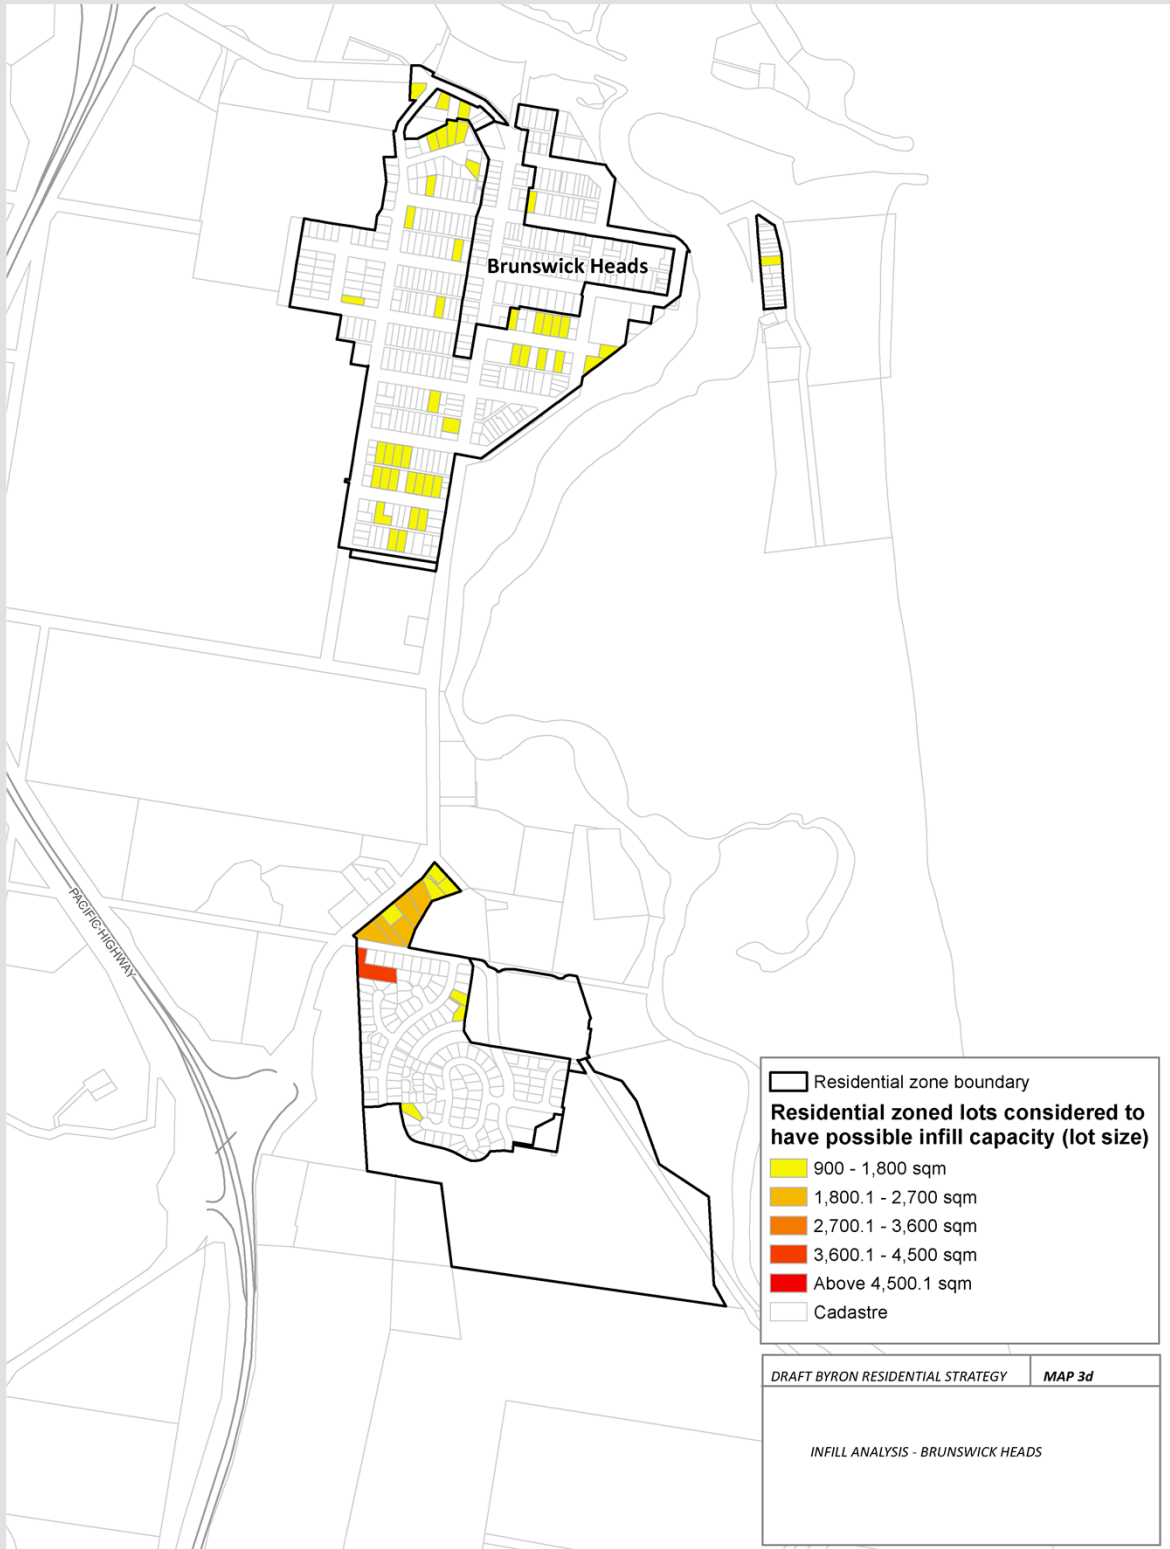 Brunswick Heads
PACIFIC HIGHWAY
Residential zone boundary
Residential zoned lots considered to
have possible infill capacity (lot size)
900 - 1,800 sqm
1,800.1 - 2,700 sqm
2,700.1 - 3,600 sqm
3,600.1 - 4,500 sqm
Above 4,500.1 sqm
Cadastre
DRAFT BYRON RESIDENTIAL STRATEGY
MAP 3d
INFILL ANALYSIS - BRUNSWICK HEADS